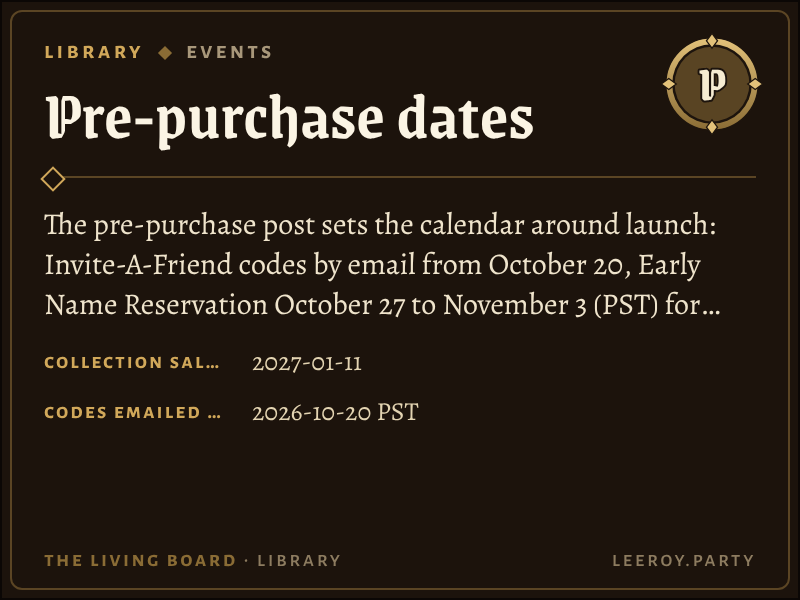 LIBRARY ◆ EVENTS
P
Pre-purchase dates
The pre-purchase post sets the calendar around launch:
Invite-A-Friend codes by email from October 20, Early
Name Reservation October 27 to November 3 (PST) for…
COLLECTION SAL… 2027-01-11
CODES EMAILED … 2026-10-20 PST
THE LIVING BOARD · LIBRARY
LEEROY.PARTY